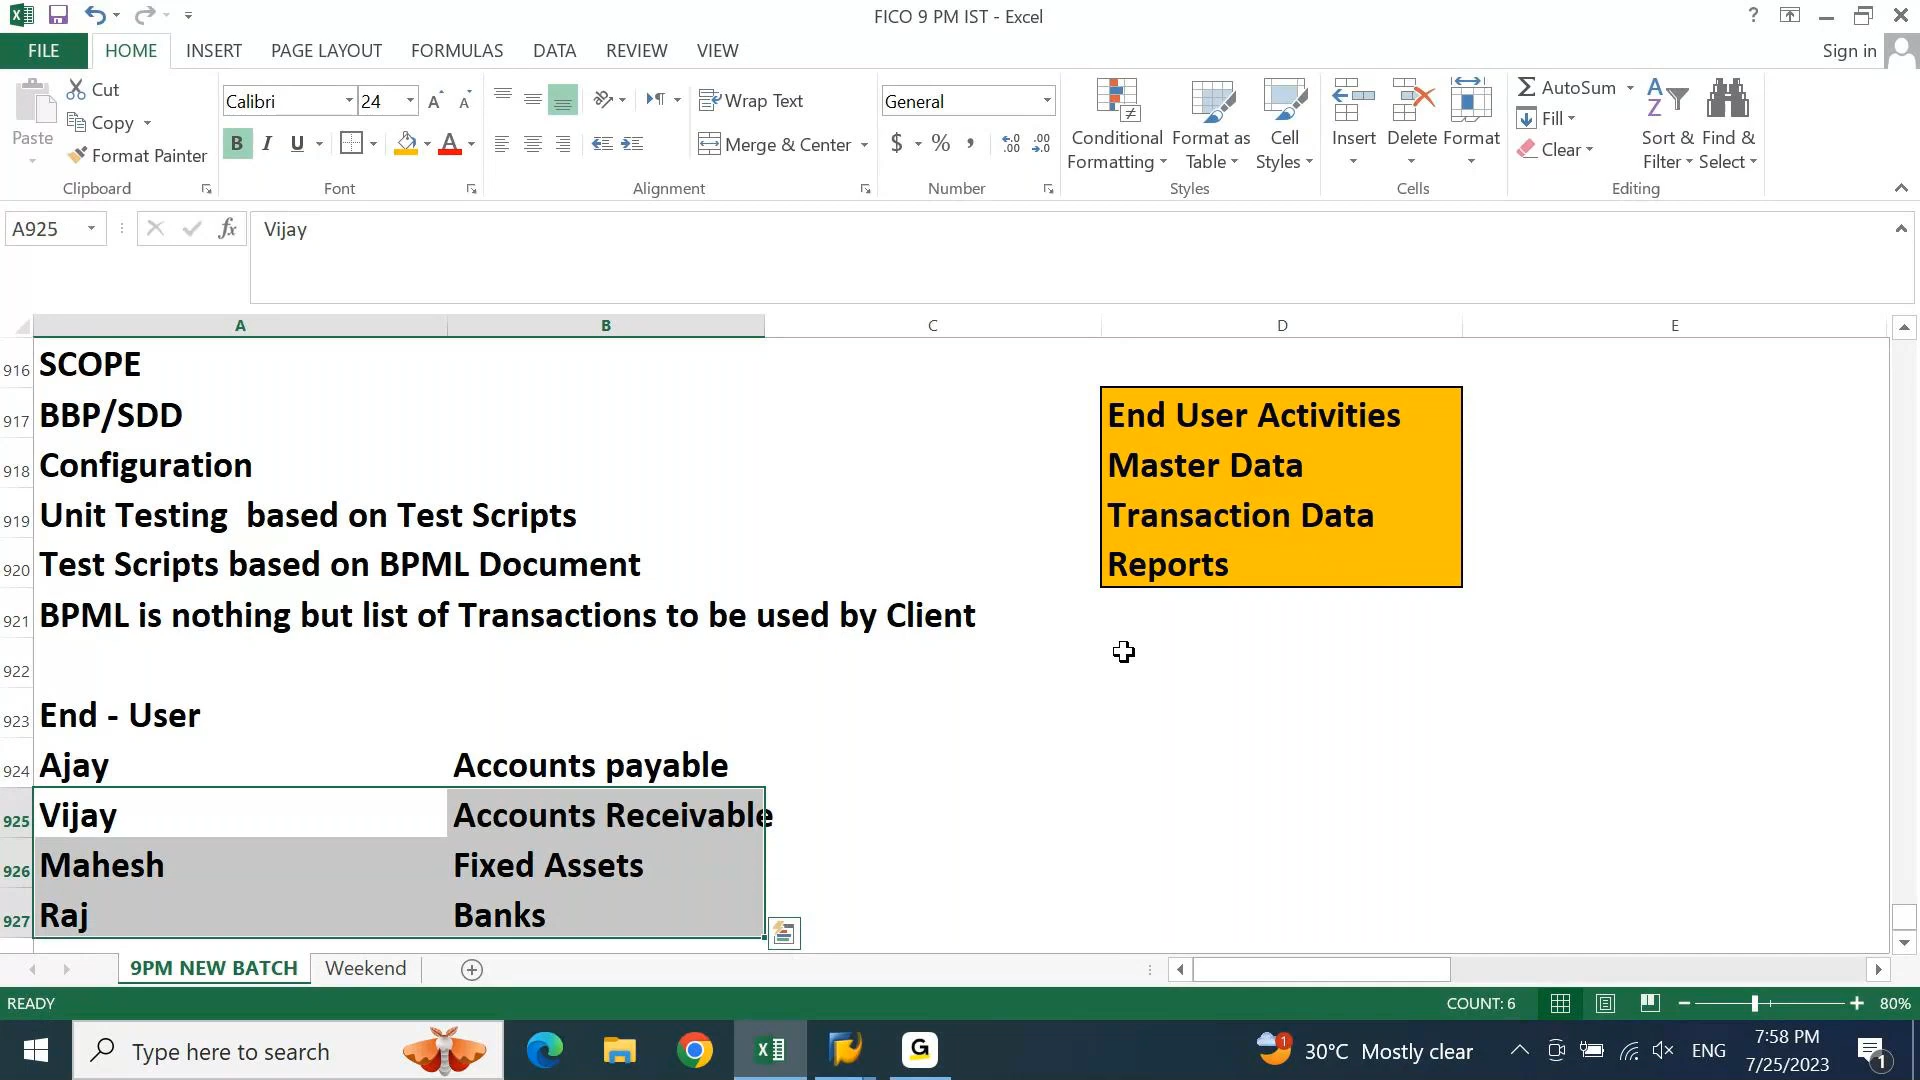 FICO 9 PM IST - Excel
FILE HOME INSERT PAGE LAYOUT FORMULAS DATA REVIEW VIEW Sign in
Paste
Cut
Copy
Format Painter
Clipboard
Calibri 24
B I U
Font
Wrap Text
Merge & Center
Alignment
General
$ % ,
Number
Conditional Formatting
Format as Table
Cell Styles
Styles
Insert Delete Format
Cells
AutoSum
Fill
Clear
Sort & Filter
Find & Select
Editing
A925 fx Vijay
A B C D E
916 SCOPE
917 BBP/SDD End User Activities
918 Configuration Master Data
919 Unit Testing  based on Test Scripts Transaction Data
920 Test Scripts based on BPML Document Reports
921 BPML is nothing but list of Transactions to be used by Client
922
923 End - User
924 Ajay Accounts payable
925 Vijay Accounts Receivable
926 Mahesh Fixed Assets
927 Raj Banks
9PM NEW BATCH Weekend
READY COUNT: 6 80%
Type here to search 30°C Mostly clear ENG 7:58 PM
7/25/2023